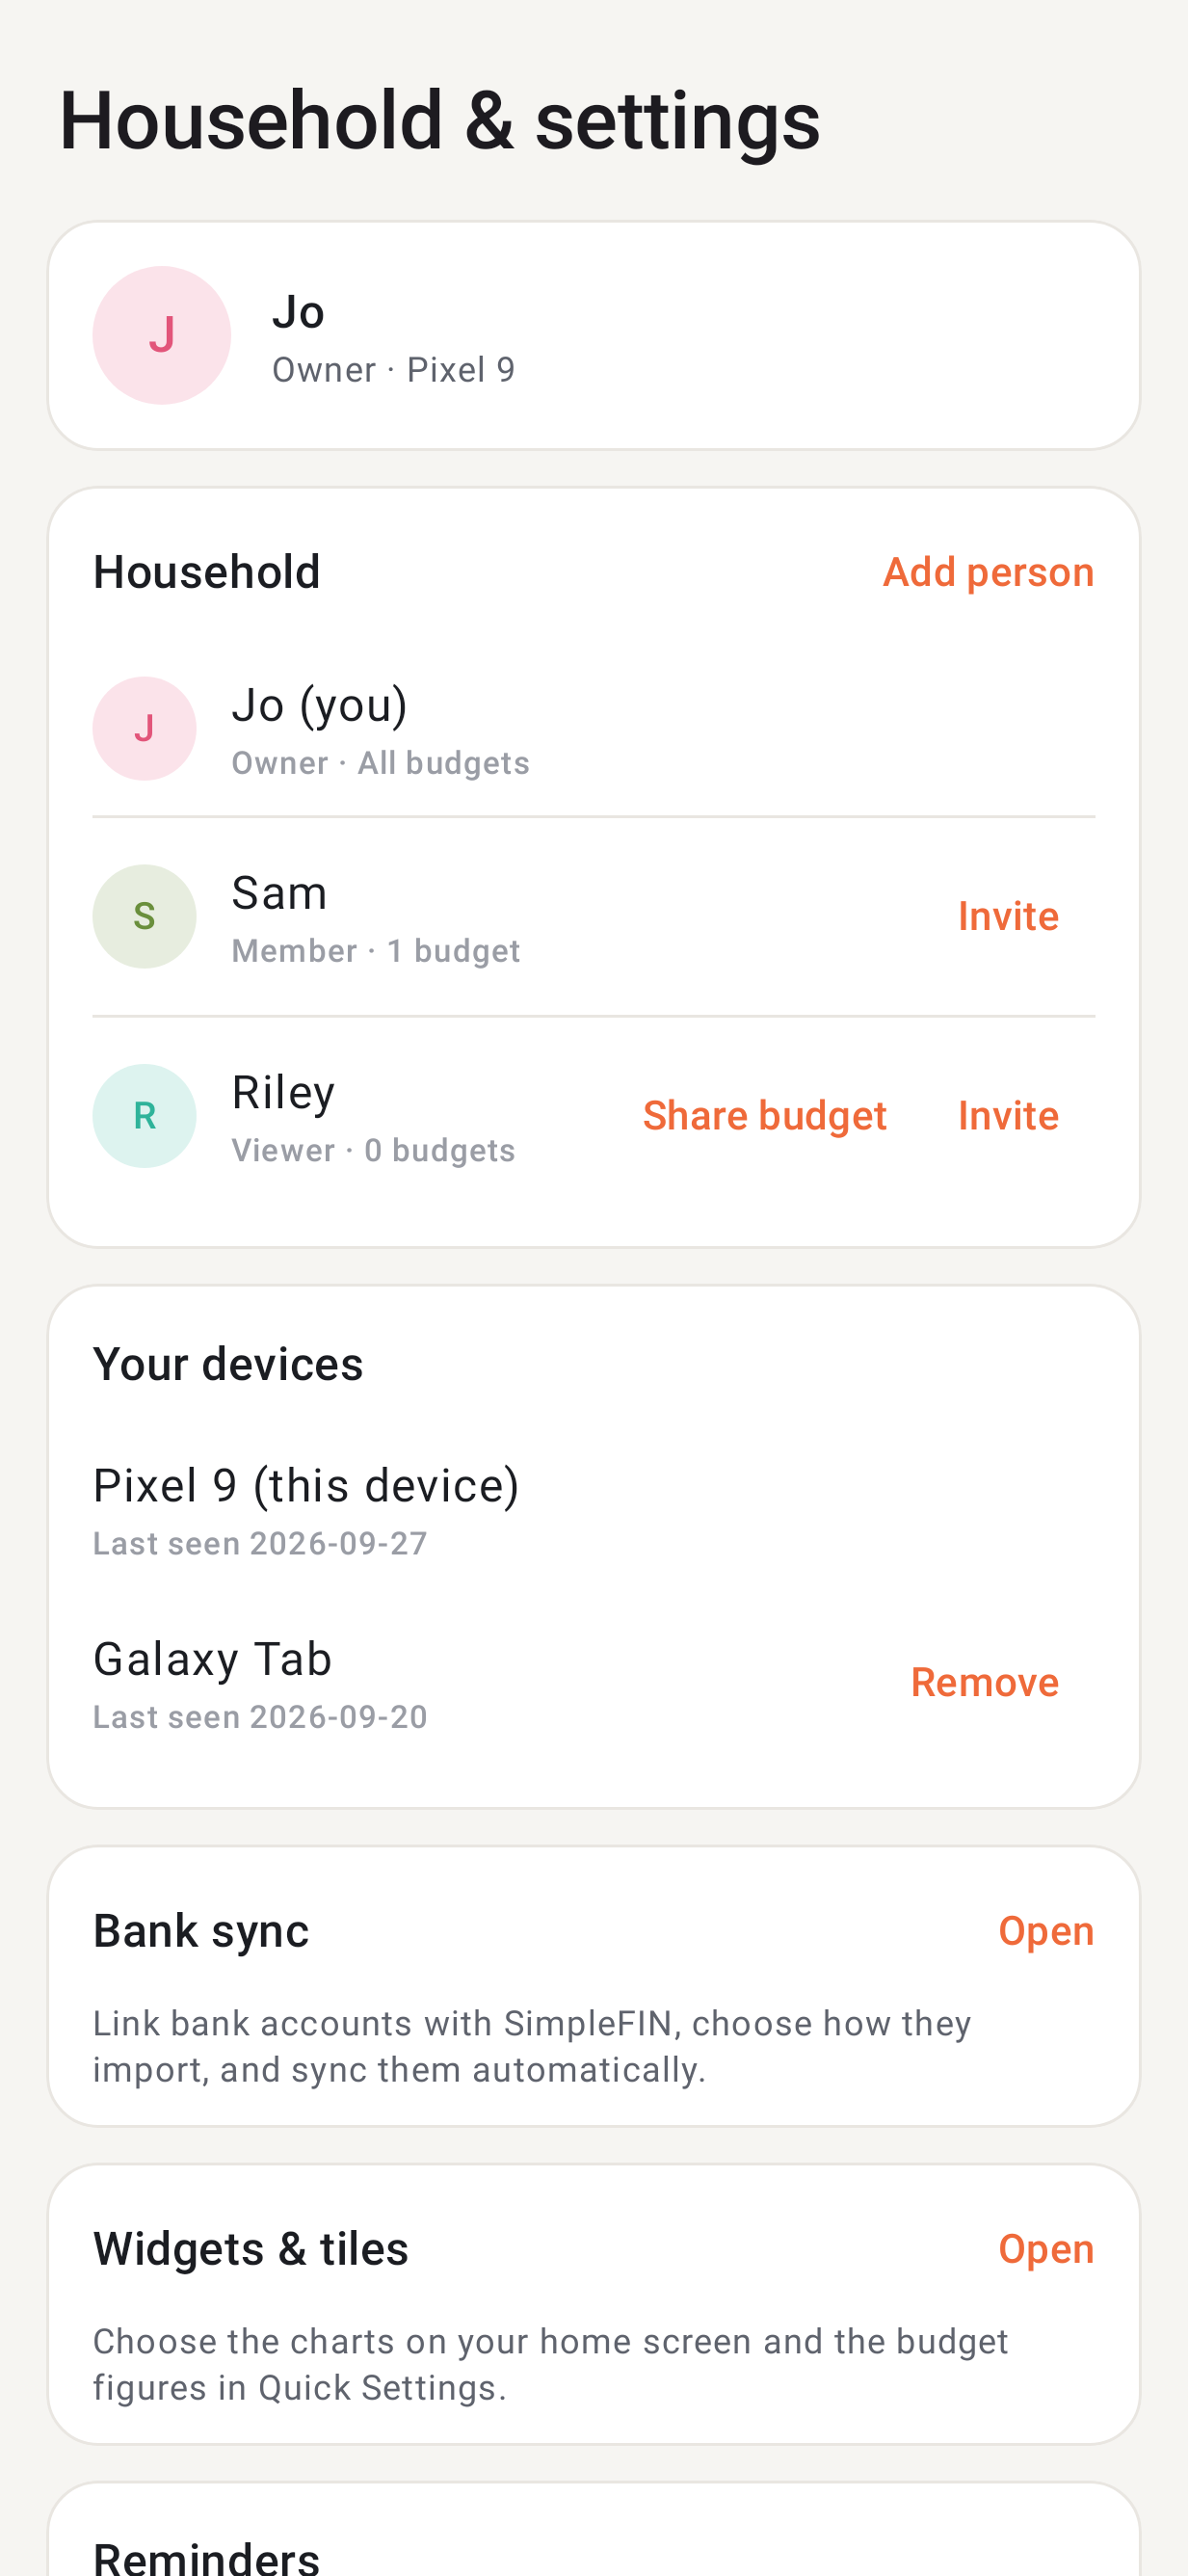 Household & settings
J
Jo
Owner · Pixel 9
Household
Add person
J
Jo (you)
Owner · All budgets
S
Sam
Member · 1 budget
Invite
R
Riley
Viewer · 0 budgets
Share budget
Invite
Your devices
Pixel 9 (this device)
Last seen 2026-09-27
Galaxy Tab
Last seen 2026-09-20
Remove
Bank sync
Open
Link bank accounts with SimpleFIN, choose how they
import, and sync them automatically.
Widgets & tiles
Open
Choose the charts on your home screen and the budget
figures in Quick Settings.
Reminders